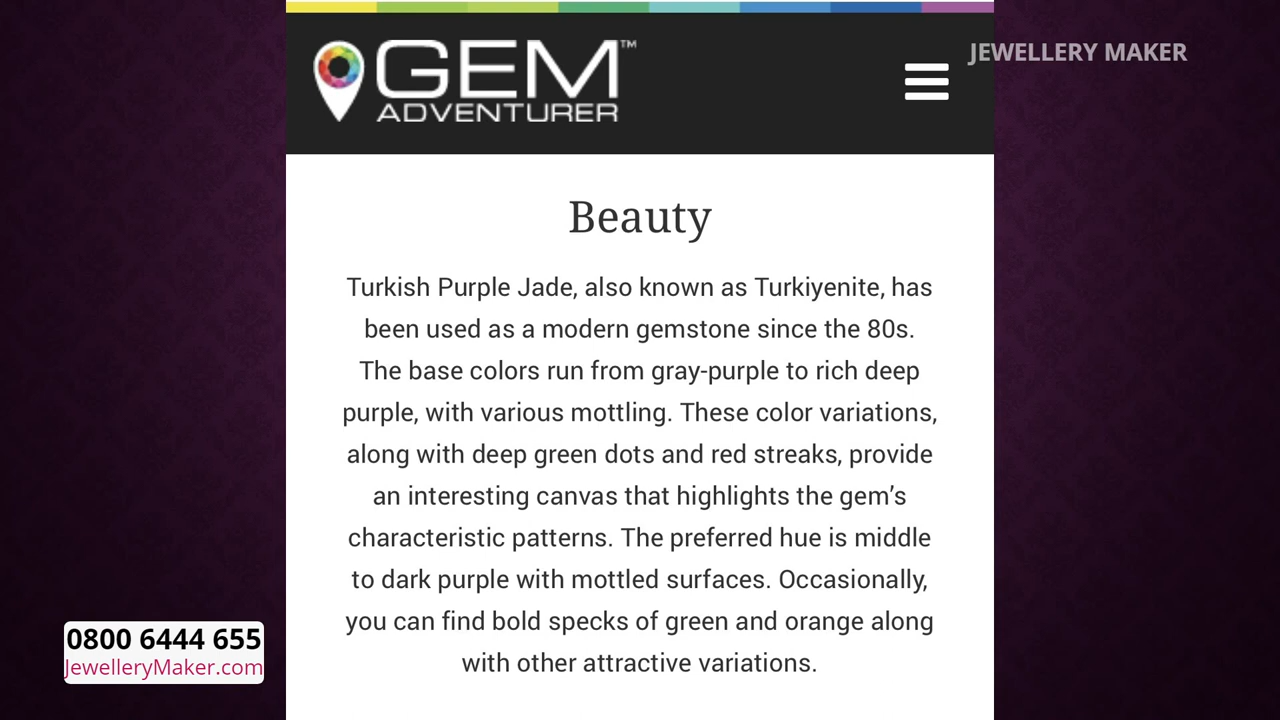 GEM™
ADVENTURER
JEWELLERY MAKER
Beauty
Turkish Purple Jade, also known as Turkiyenite, has
been used as a modern gemstone since the 80s.
The base colors run from gray-purple to rich deep
purple, with various mottling. These color variations,
along with deep green dots and red streaks, provide
an interesting canvas that highlights the gem’s
characteristic patterns. The preferred hue is middle
to dark purple with mottled surfaces. Occasionally,
you can find bold specks of green and orange along
with other attractive variations.
0800 6444 655
JewelleryMaker.com